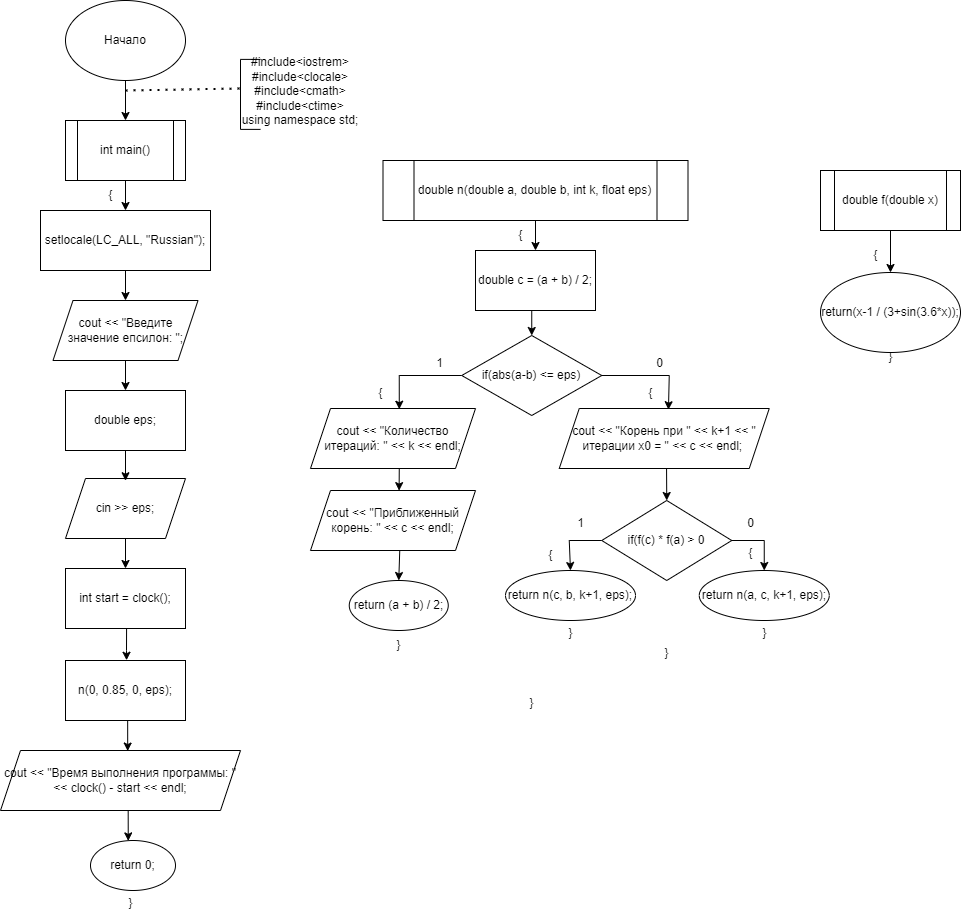 Начало
#include<iostrem>
#include<clocale>
#include<cmath>
#include<ctime>
using namespace std;
int main()
{
setlocale(LC_ALL, "Russian");
cout << "Введите
значение епсилон: ";
double eps;
cin >> eps;
int start = clock();
n(0, 0.85, 0, eps);
cout << "Время выполнения программы: "
<< clock() - start << endl;
return 0;
}
double n(double a, double b, int k, float eps)
{
double c = (a + b) / 2;
if(abs(a-b) <= eps)
1
{
cout << "Количество
итераций: " << k << endl;
cout << "Приближенный
корень: " << c << endl;
return (a + b) / 2;
}
0
{
cout << "Корень при " << k+1 << "
итерации x0 = " << c << endl;
if(f(c) * f(a) > 0
1
{
return n(c, b, k+1, eps);
}
0
{
return n(a, c, k+1, eps);
}
}
}
double f(double x)
{
return(x-1 / (3+sin(3.6*x));
}